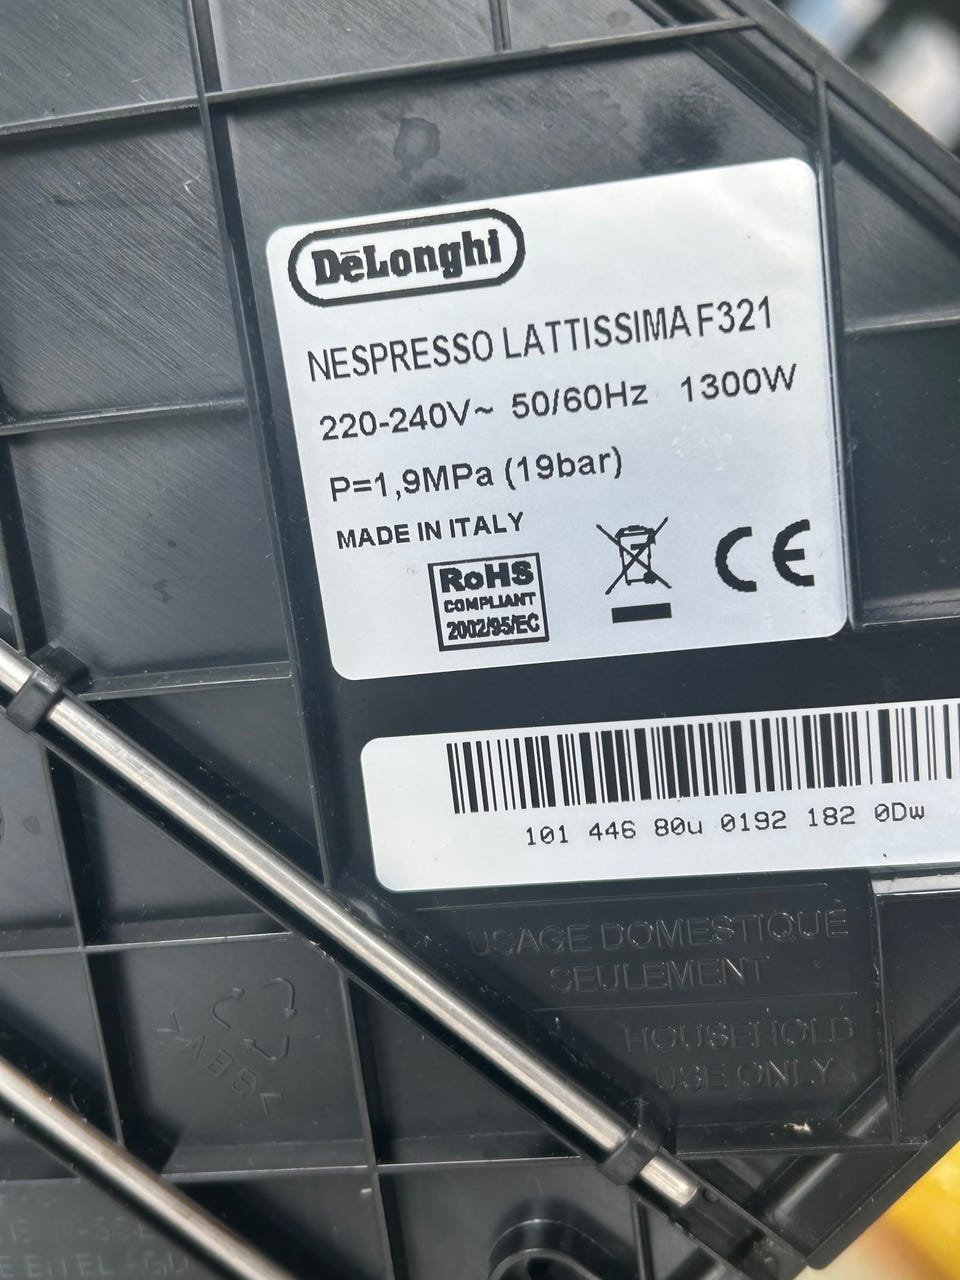 DeLonghi
NESPRESSO LATTISSIMA F321
220-240V~ 50/60Hz 1300W
P=1,9MPa (19bar)
MADE IN ITALY
RoHS
COMPLIANT
2002/95/EC
CE
101 446 80u 0192 182 0Dw
USAGE DOMESTIQUE
SEULEMENT
HOUSEHOLD
USE ONLY
>ABS<